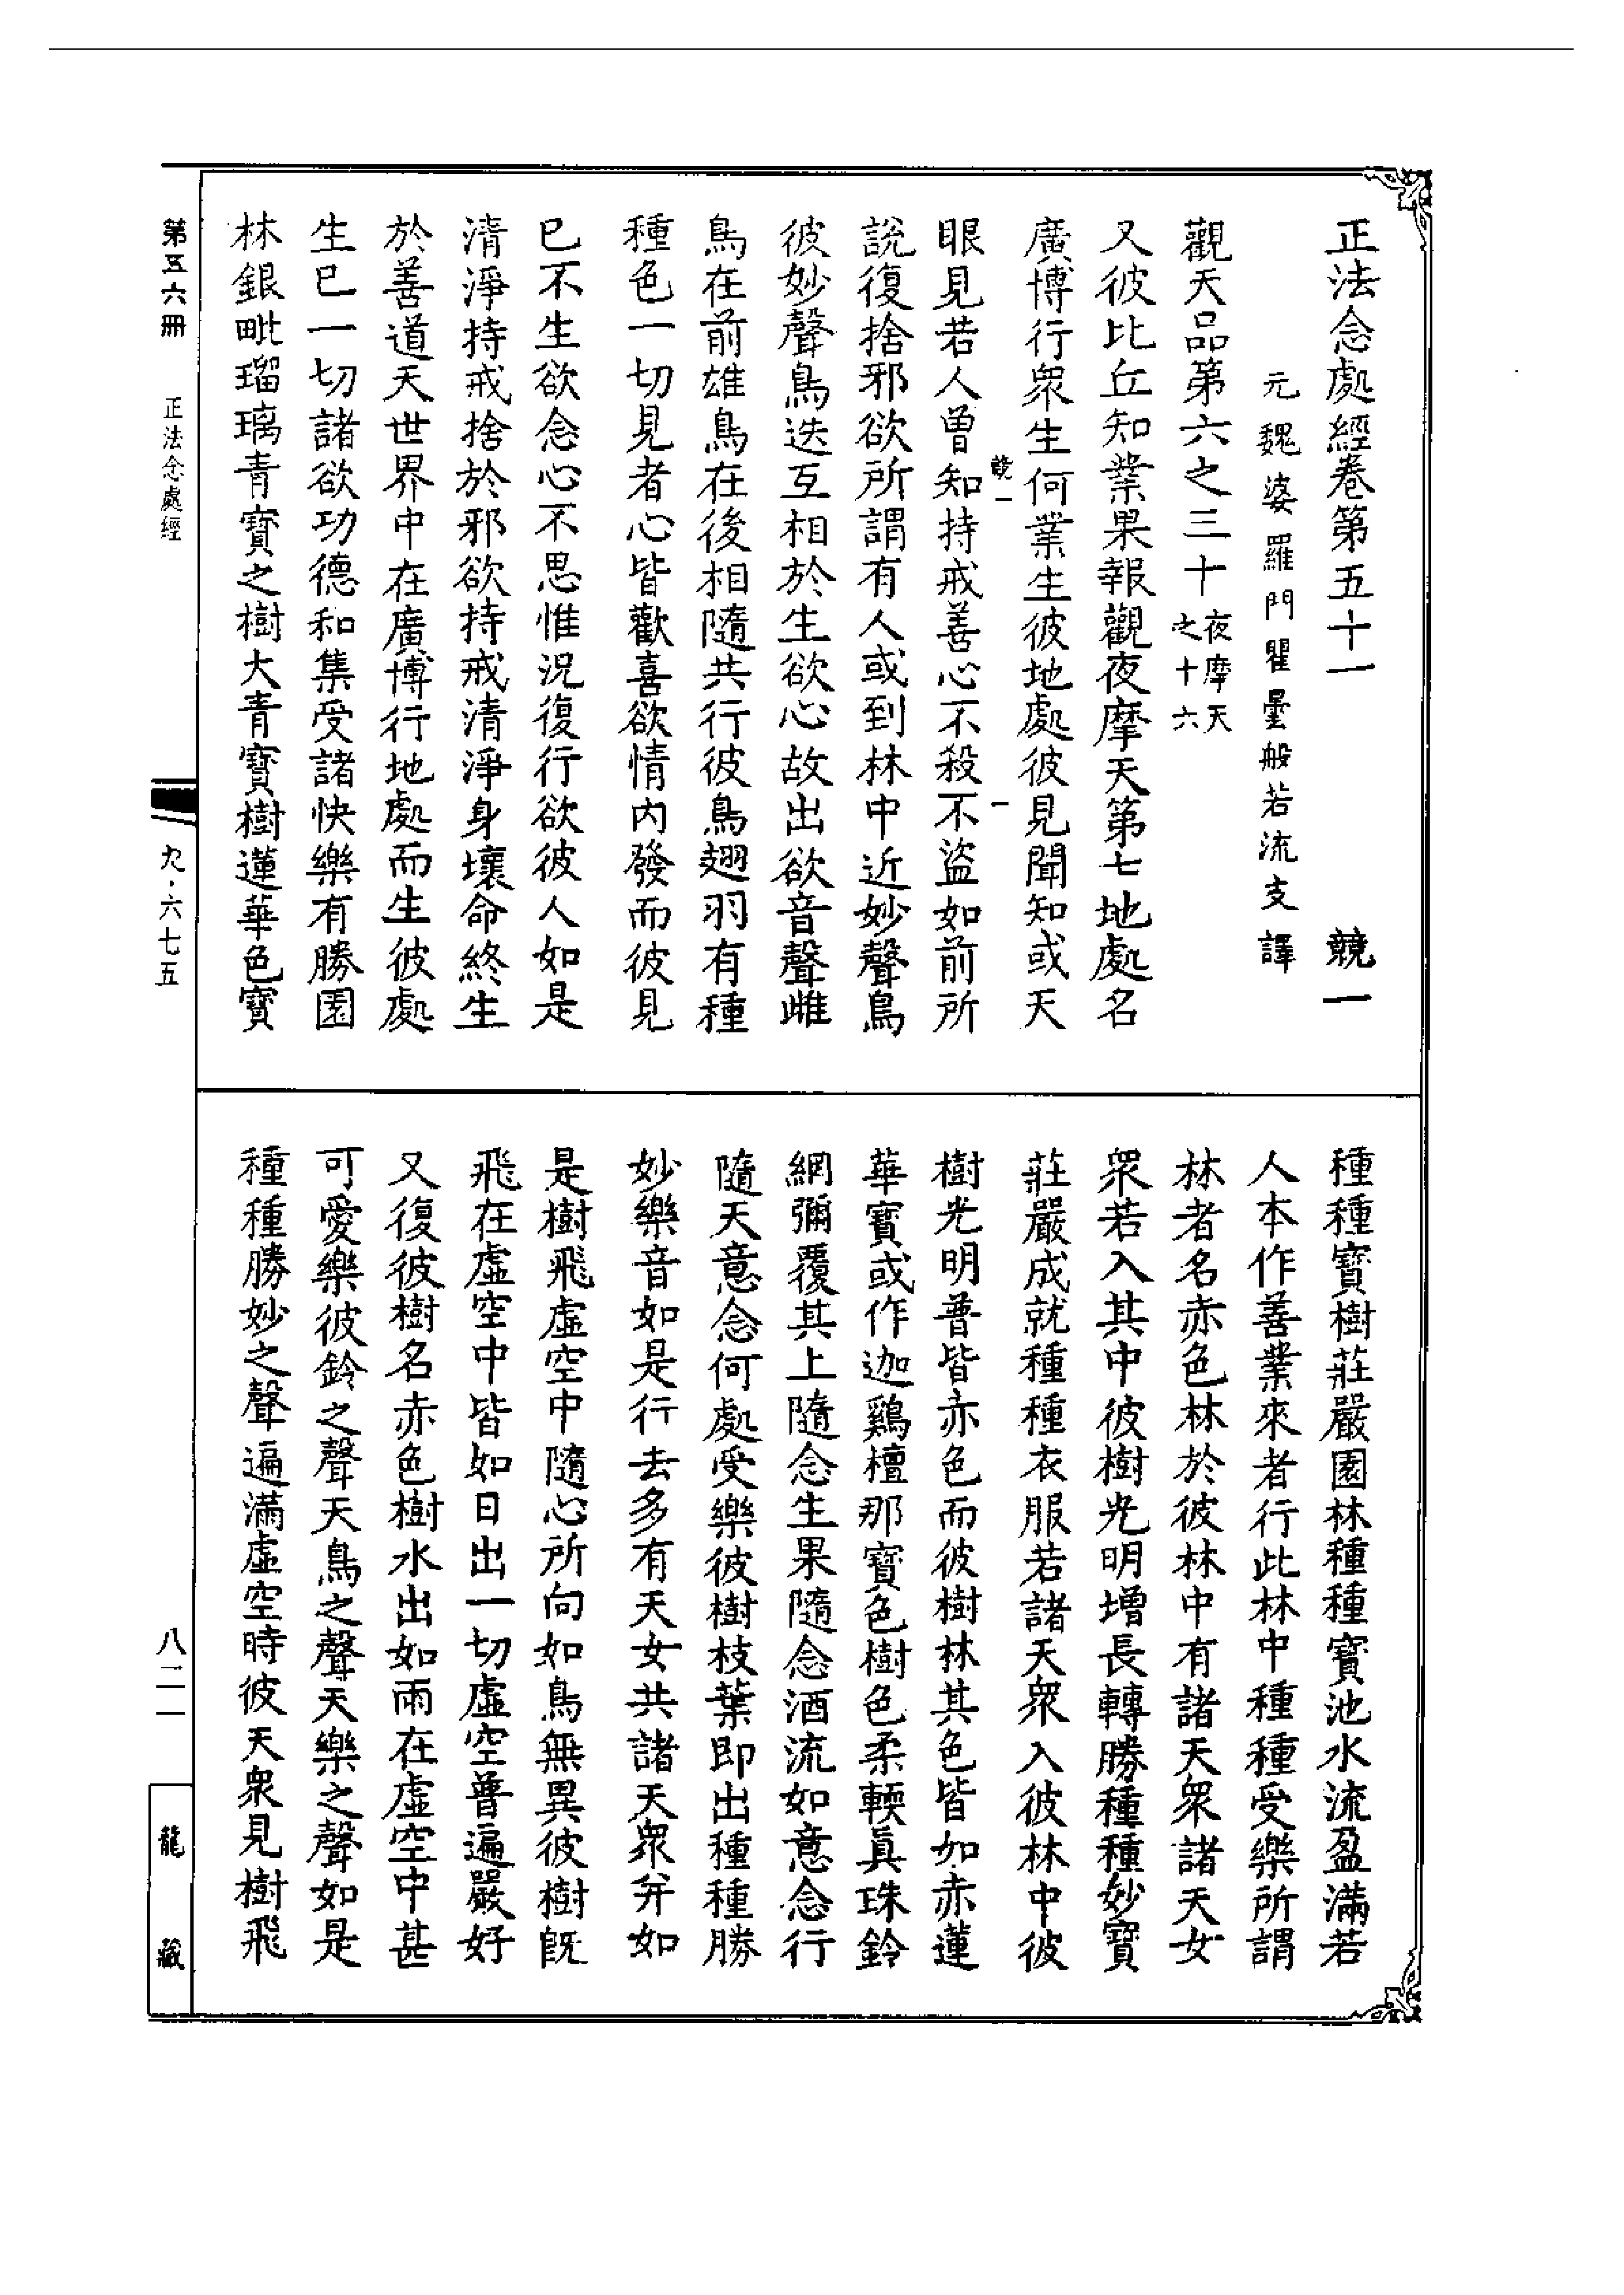 正法念處經卷第五十一　競一
元魏婆羅門瞿曇般若流支譯
觀天品第六之三十夜摩天之十六
又彼比丘知業果報觀夜摩天第七地處名
廣博行衆生何業生彼地處彼見聞知或天
競一　一
眼見若人曾知持戒善心不殺不盜如前所
說復捨邪欲所謂有人或到林中近妙聲鳥
彼妙聲鳥迭互相於生欲心故出欲音聲雌
鳥在前雄鳥在後相隨共行彼鳥翅羽有種
種色一切見者心皆歡喜欲情内發而彼見
已不生欲念心不思惟況復行欲彼人如是
清淨持戒捨於邪欲持戒清淨身壞命終生
於善道天世界中在廣博行地處而生彼處
生已一切諸欲功德和集受諸快樂有勝園
林銀毗瑠璃青寶之樹大青寶樹蓮華色寶
種種寶樹莊嚴園林種種寶池水流盈滿若
人本作善業來者行此林中種種受樂所謂
林者名赤色林於彼林中有諸天衆諸天女
衆若入其中彼樹光明增長轉勝種種妙寶
莊嚴成就種種衣服若諸天衆入彼林中彼
樹光明普皆赤色而彼樹林其色皆如赤蓮
華寶或作迦鷄檀那寶色樹色柔輭眞珠鈴
網彌覆其上隨念生果隨念酒流如意念行
隨天意念何處受樂彼樹枝葉即出種種勝
妙樂音如是行去多有天女共諸天衆并如
是樹飛虛空中隨心所向如鳥無異彼樹旣
飛在虛空中皆如日出一切虛空普遍嚴好
又復彼樹名赤色樹水出如雨在虛空中甚
可愛樂彼鈴之聲天鳥之聲天樂之聲如是
種種勝妙之聲遍滿虛空時彼天衆見樹飛
第五六冊　正法念處經　九·六七五　八二一　龍藏